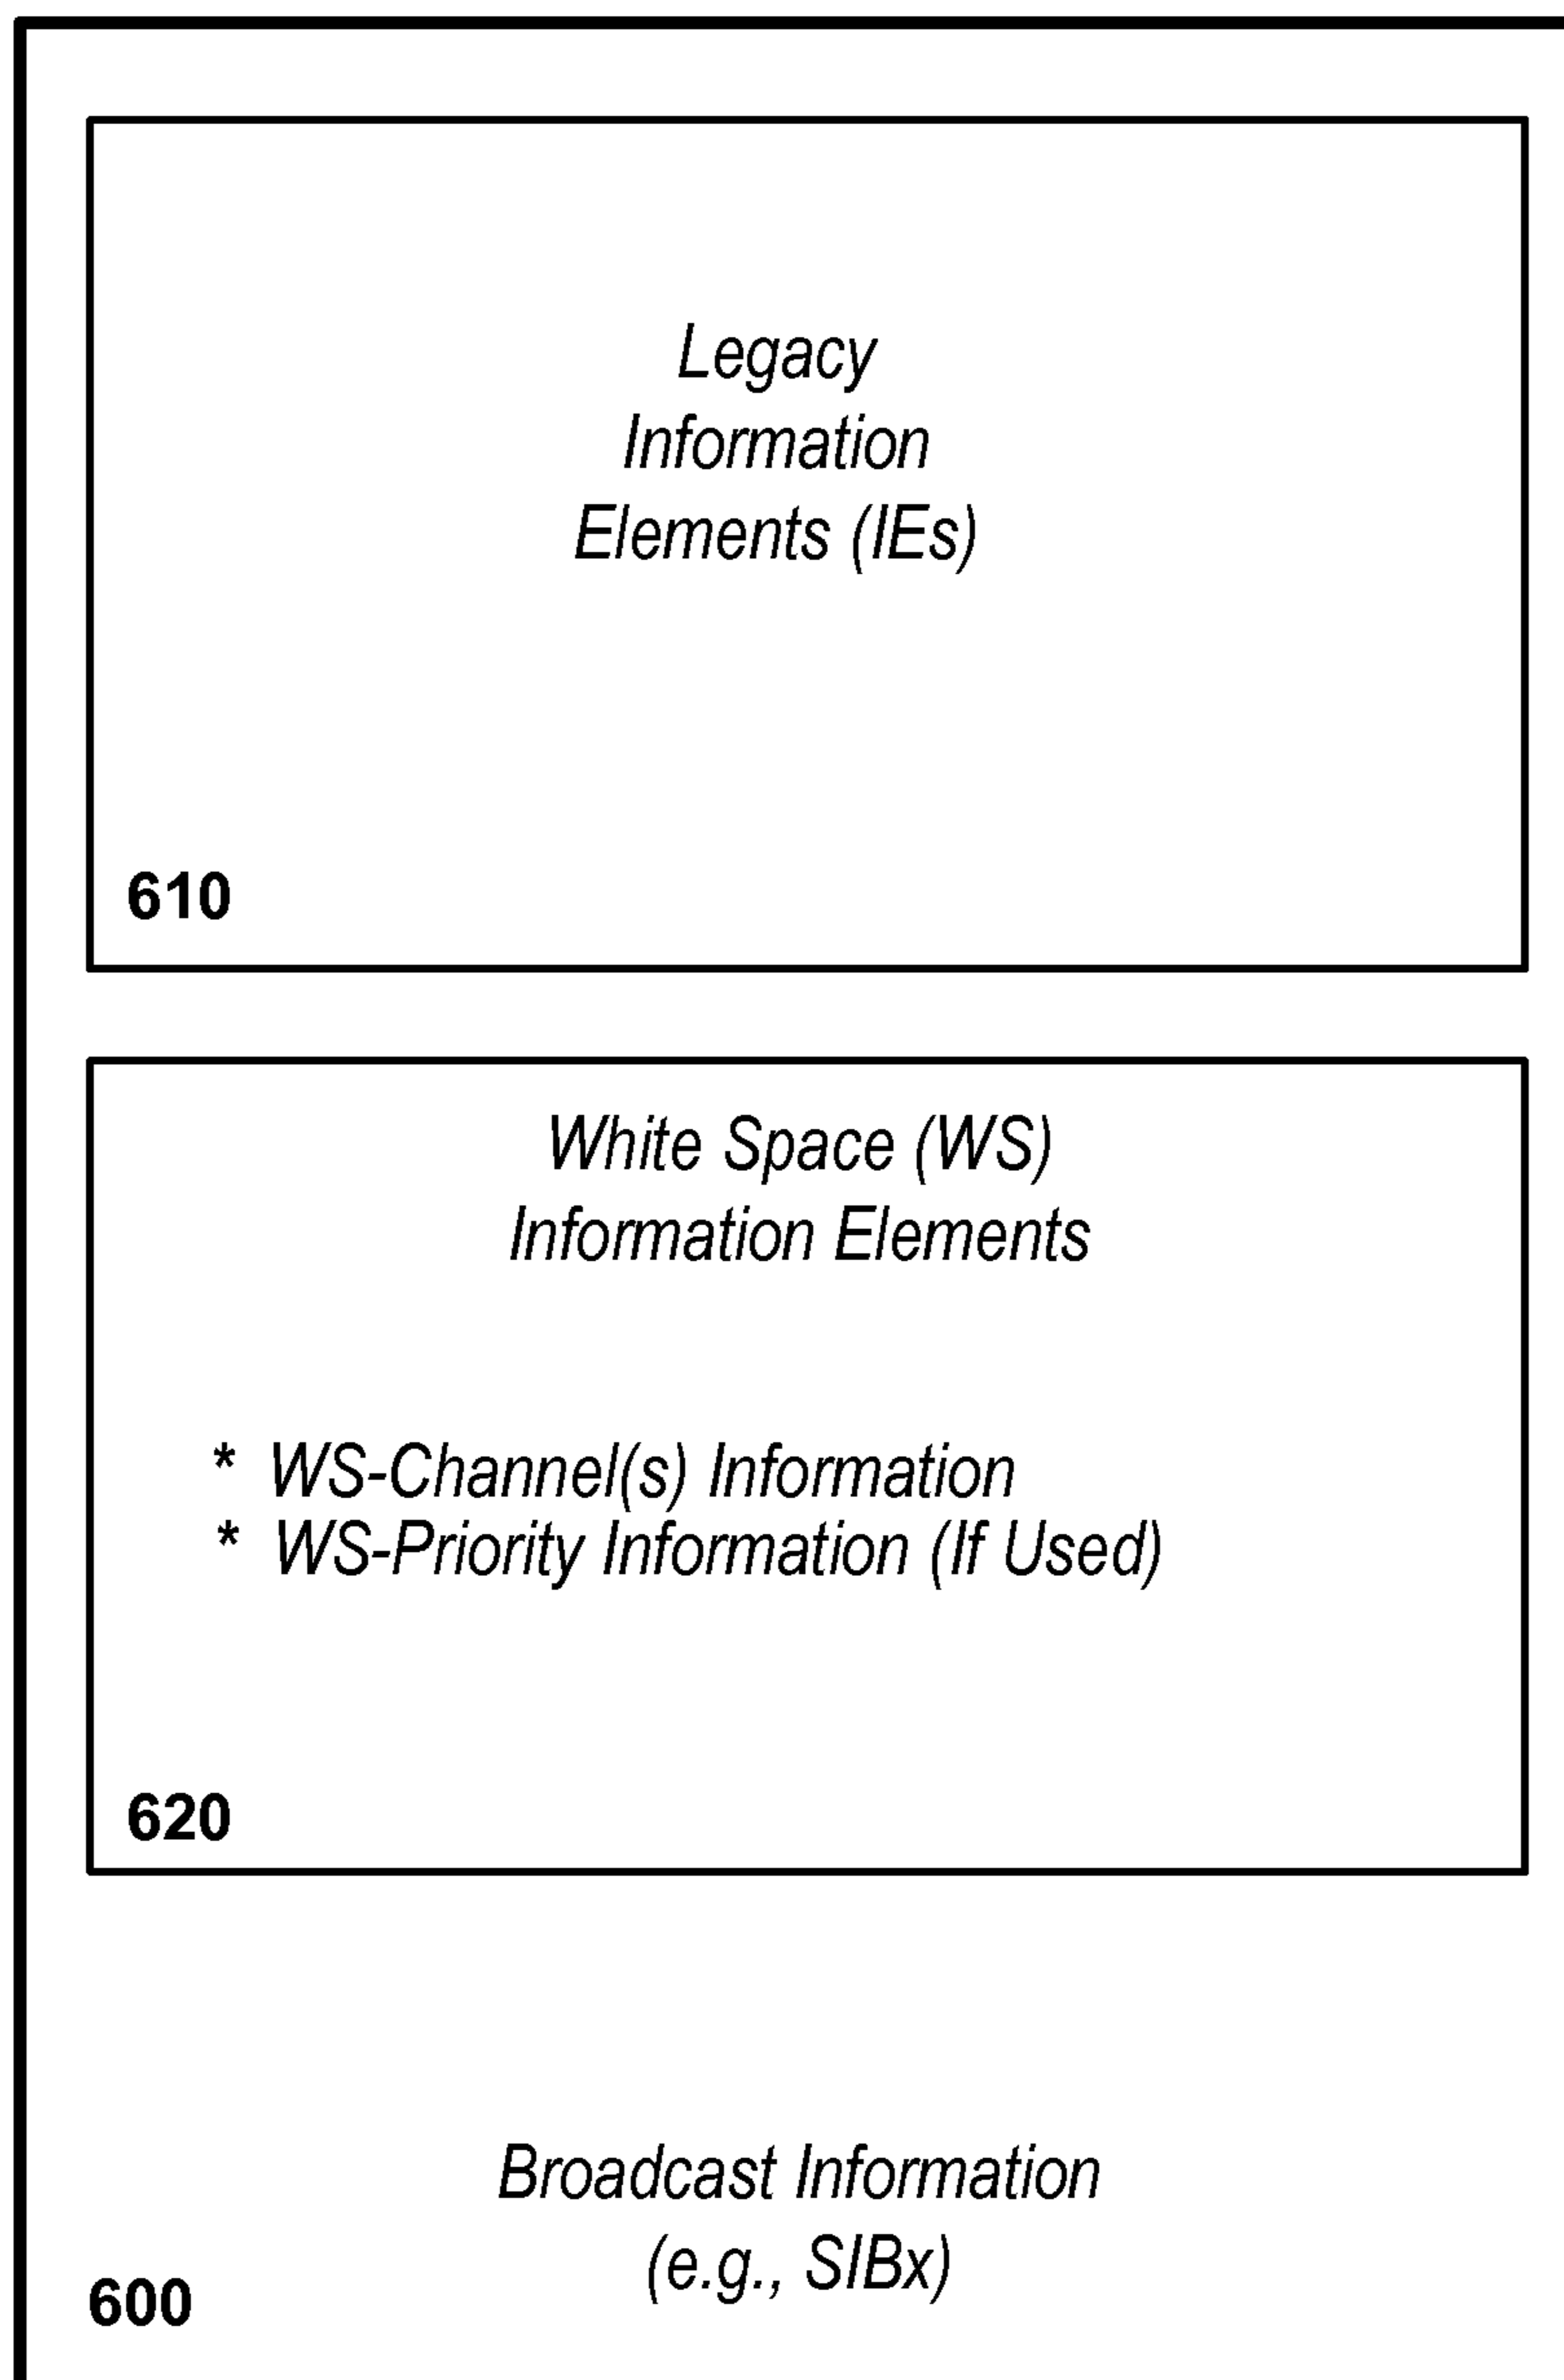 Legacy
Information
Elements (IEs)
610
White Space (WS)
Information Elements
* WS-Channel(s) Information
* WS-Priority Information (If Used)
620
Broadcast Information
(e.g., SIBx)
600